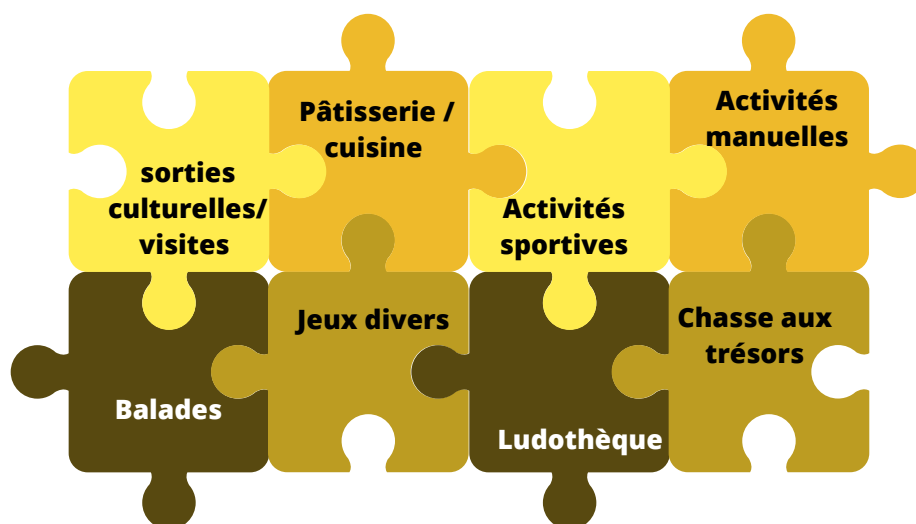 sorties
culturelles/
visites
Pâtisserie /
cuisine
Activités
sportives
Activités
manuelles
Balades
Jeux divers
Ludothèque
Chasse aux
trésors